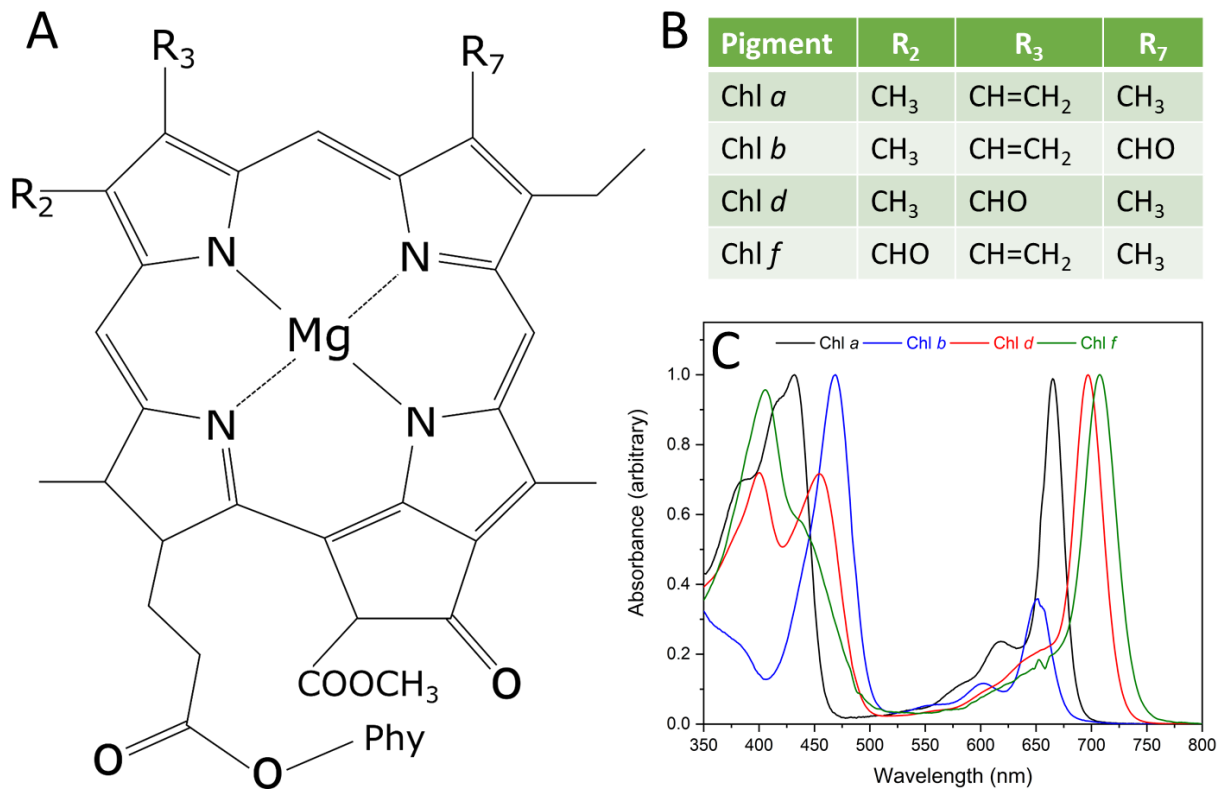 A
R3
R7
R2
N
N
Mg
N
N
COOCH3
O
O
O
Phy
B
Pigment R2 R3 R7
Chl a CH3 CH=CH2 CH3
Chl b CH3 CH=CH2 CHO
Chl d CH3 CHO CH3
Chl f CHO CH=CH2 CH3
C
Chl a Chl b Chl d Chl f
Absorbance (arbitrary)
1.0
0.8
0.6
0.4
0.2
0.0
350 400 450 500 550 600 650 700 750 800
Wavelength (nm)